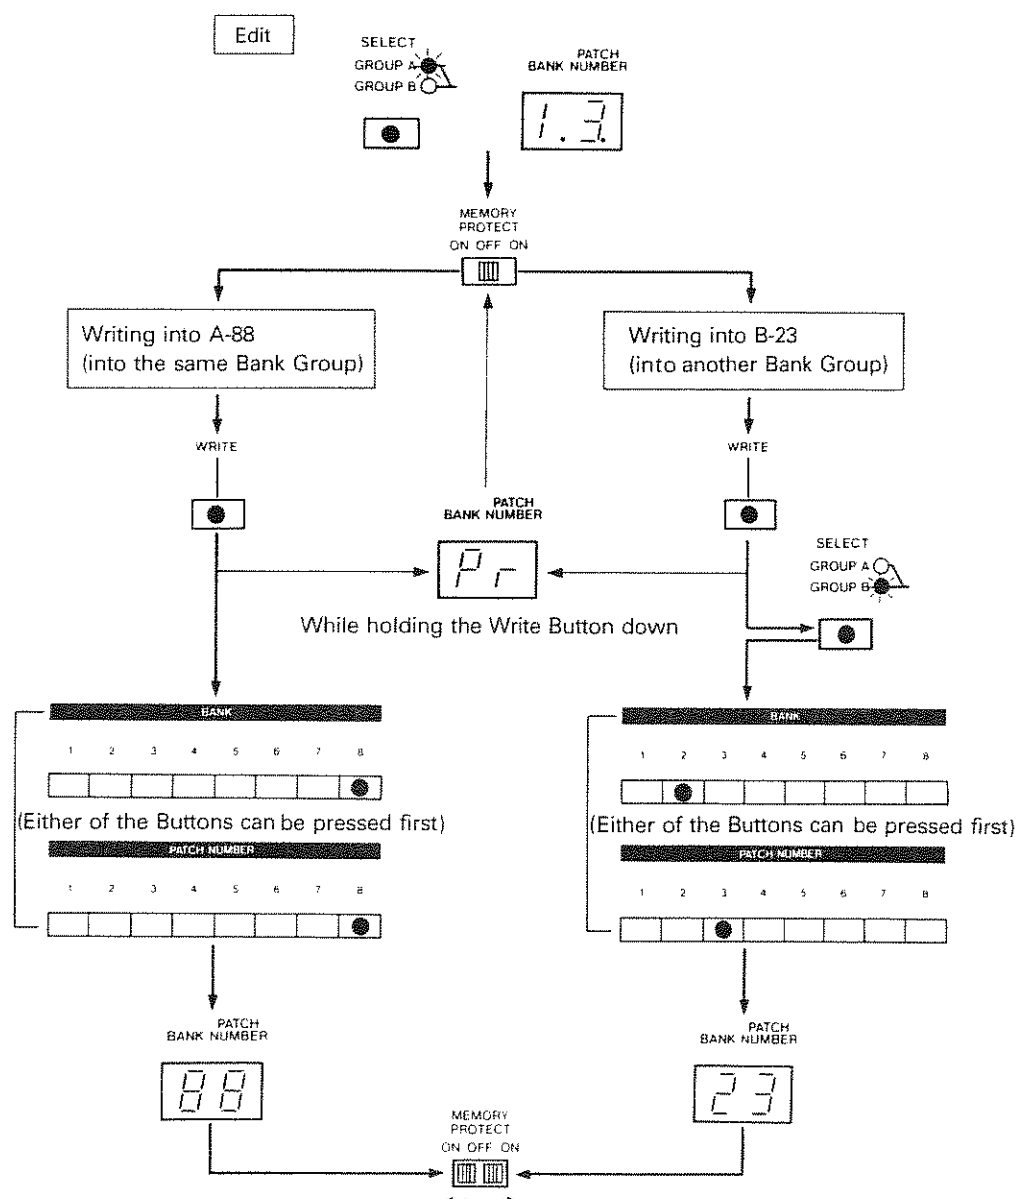 Edit
SELECT
GROUP A
GROUP B
PATCH
BANK NUMBER
1.3.
MEMORY
PROTECT
ON OFF ON
Writing into A-88
(into the same Bank Group)
Writing into B-23
(into another Bank Group)
WRITE
WRITE
PATCH
BANK NUMBER
Pr
SELECT
GROUP A
GROUP B
While holding the Write Button down
BANK
1 2 3 4 5 6 7 8
(Either of the Buttons can be pressed first)
PATCH NUMBER
1 2 3 4 5 6 7 8
BANK
1 2 3 4 5 6 7 8
(Either of the Buttons can be pressed first)
PATCH NUMBER
1 2 3 4 5 6 7 8
PATCH
BANK NUMBER
88
PATCH
BANK NUMBER
23
MEMORY
PROTECT
ON OFF ON